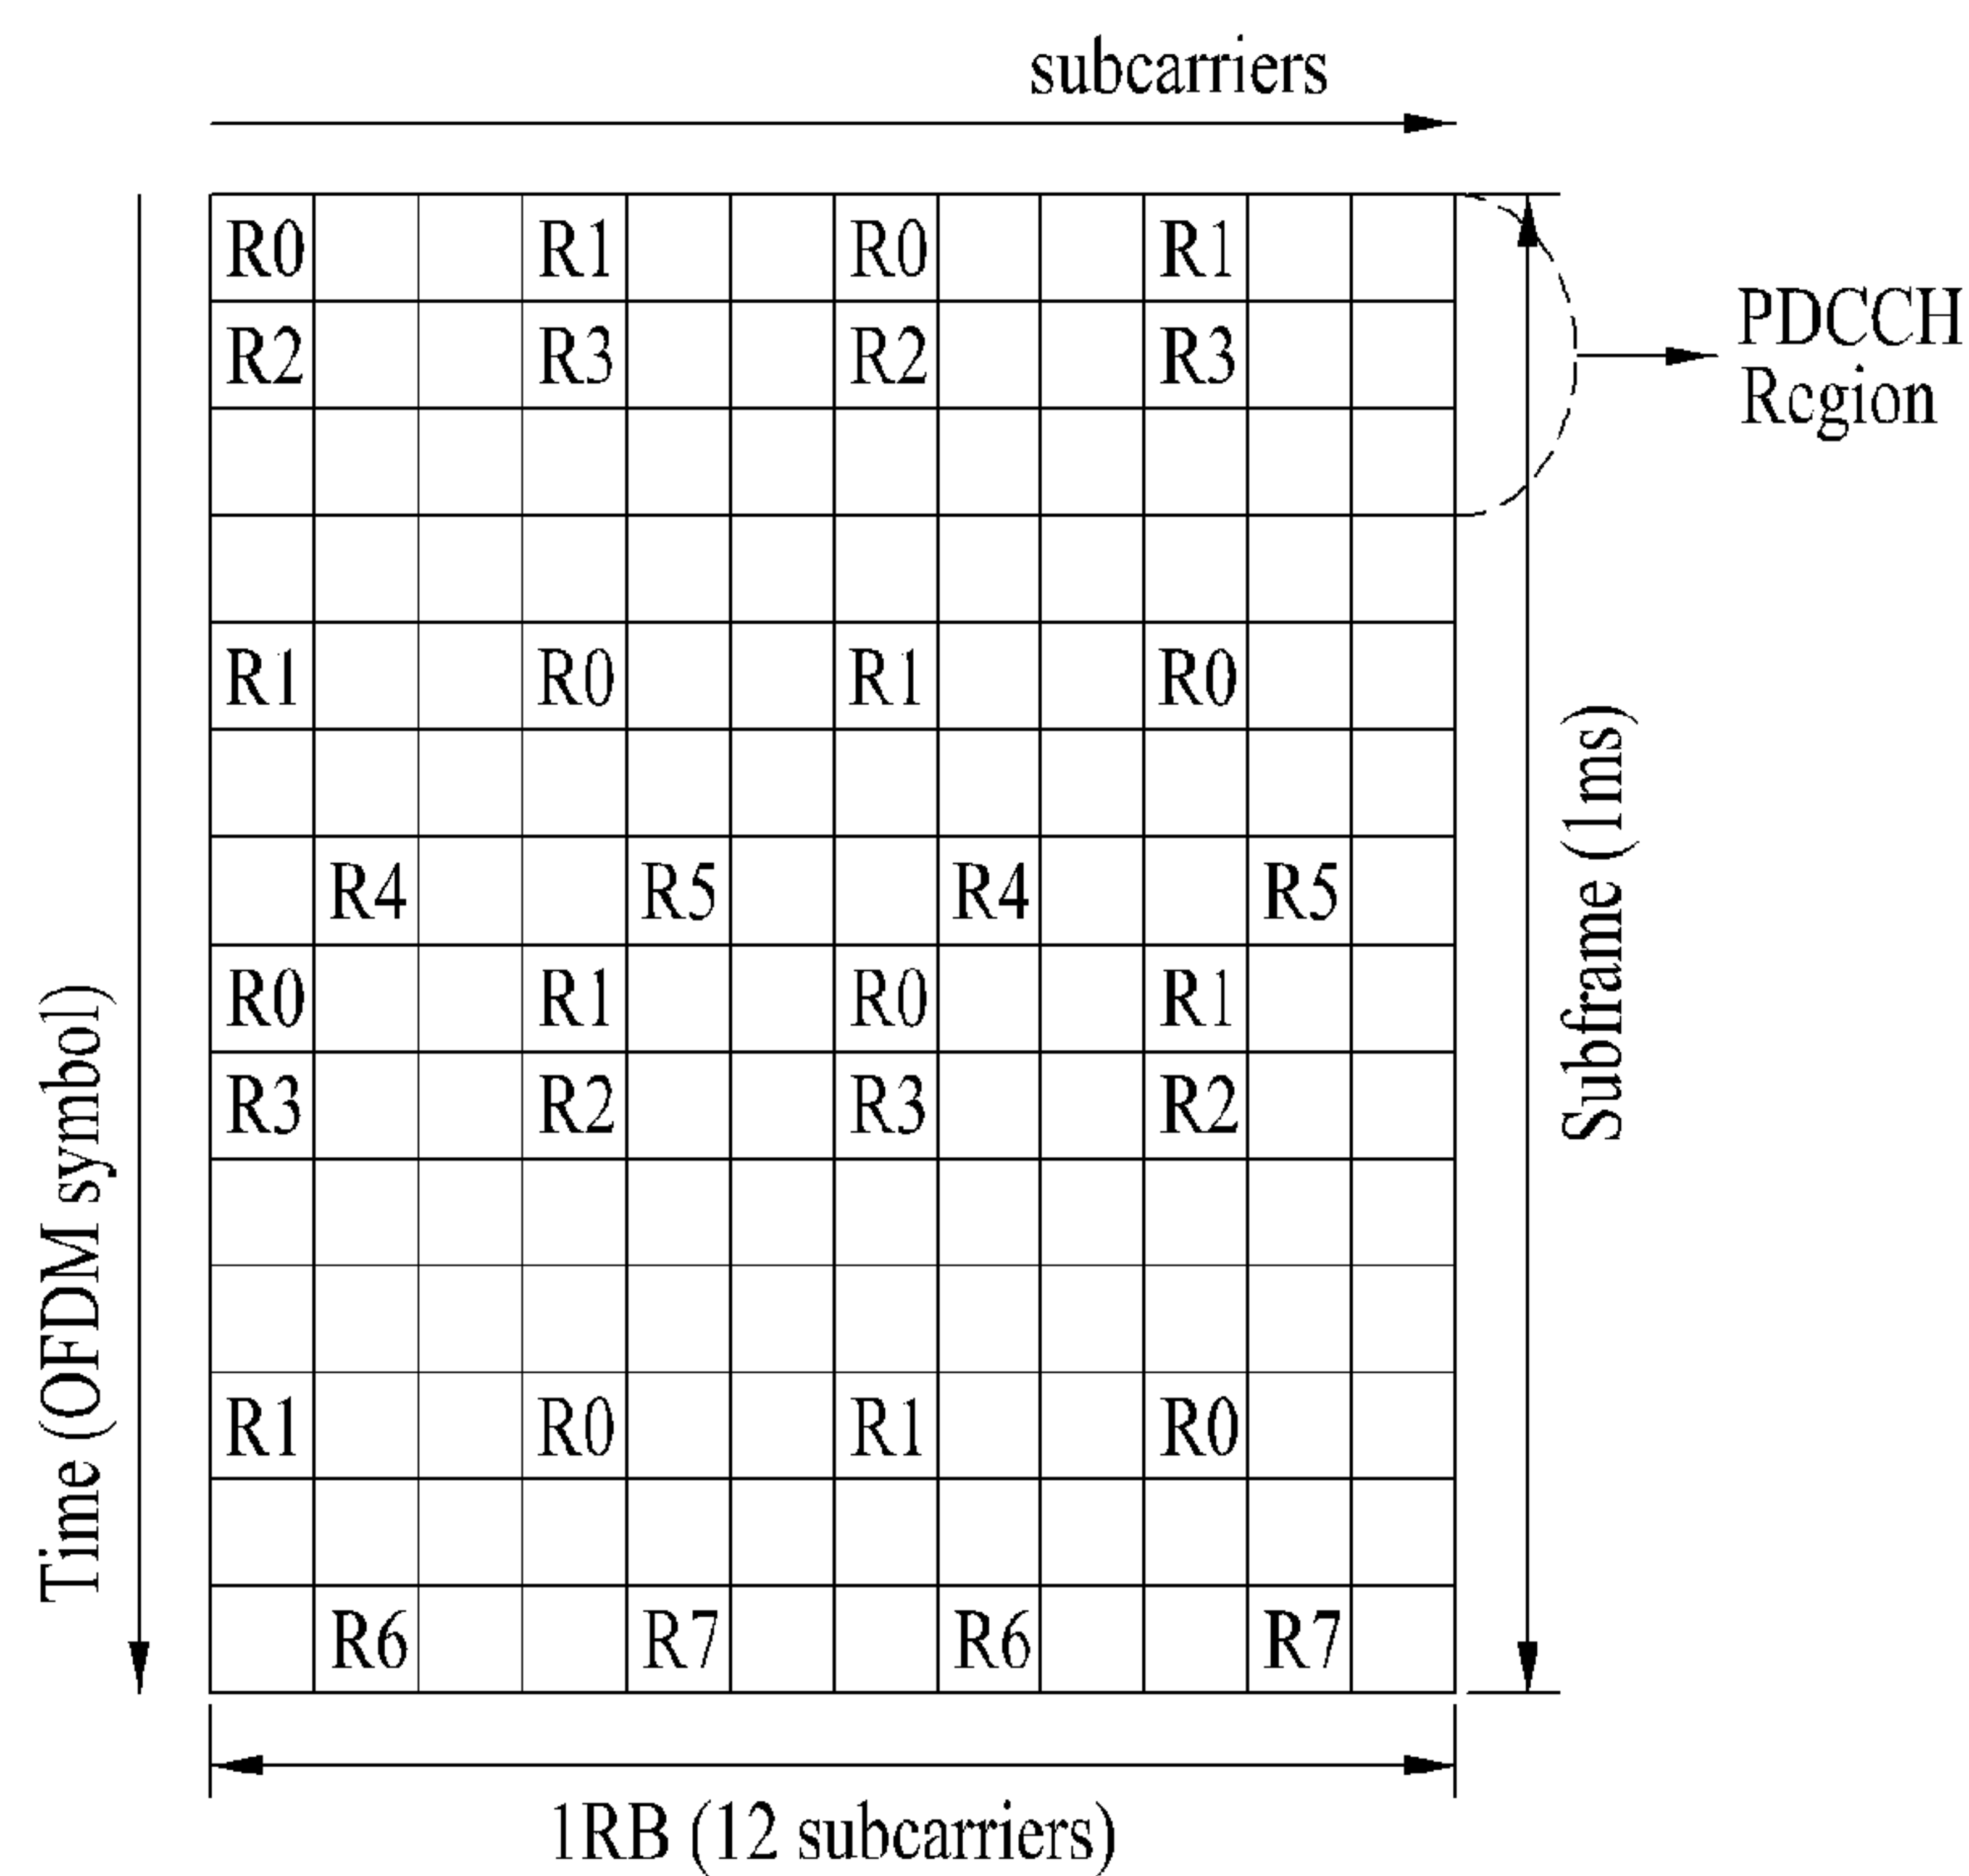 subcarriers
R0 R1 R0 R1
R2 R3 R2 R3
PDCCH
Rcgion
R1 R0 R1 R0
R4 R5 R4 R5
R0 R1 R0 R1
R3 R2 R3 R2
R1 R0 R1 R0
R6 R7 R6 R7
Time (OFDM symbol)
Subframe (1ms)
1RB (12 subcarriers)